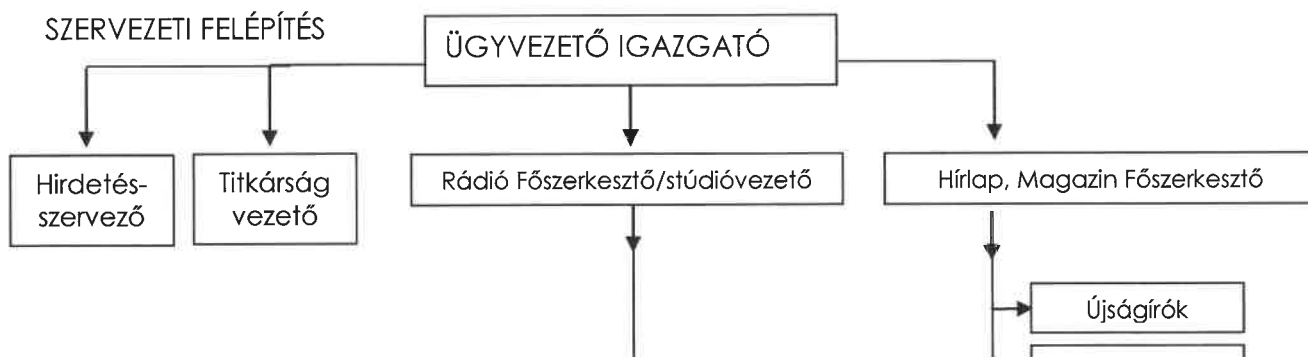 SZERVEZETI FELÉPÍTÉS
ÜGYVEZETŐ IGAZGATÓ
Hirdetés-
szervező
Titkárság
vezető
Rádió Főszerkesztő/stúdióvezető
Hírlap, Magazin Főszerkesztő
Újságírók